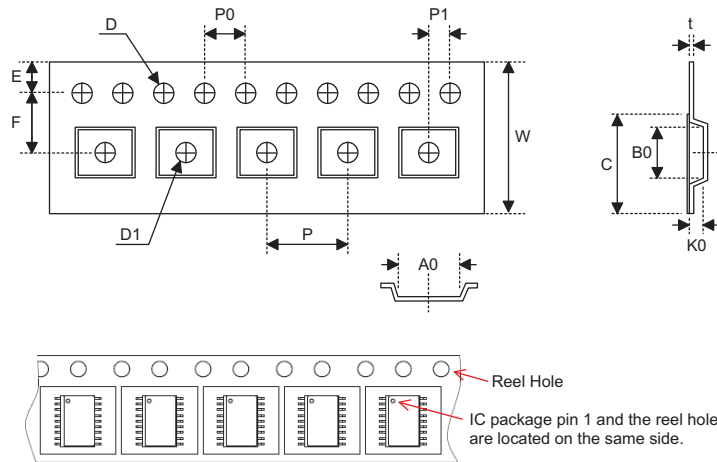 D
P0
P1
t
E
F
W
C
B0
D1
P
K0
A0
Reel Hole
IC package pin 1 and the reel hole
are located on the same side.